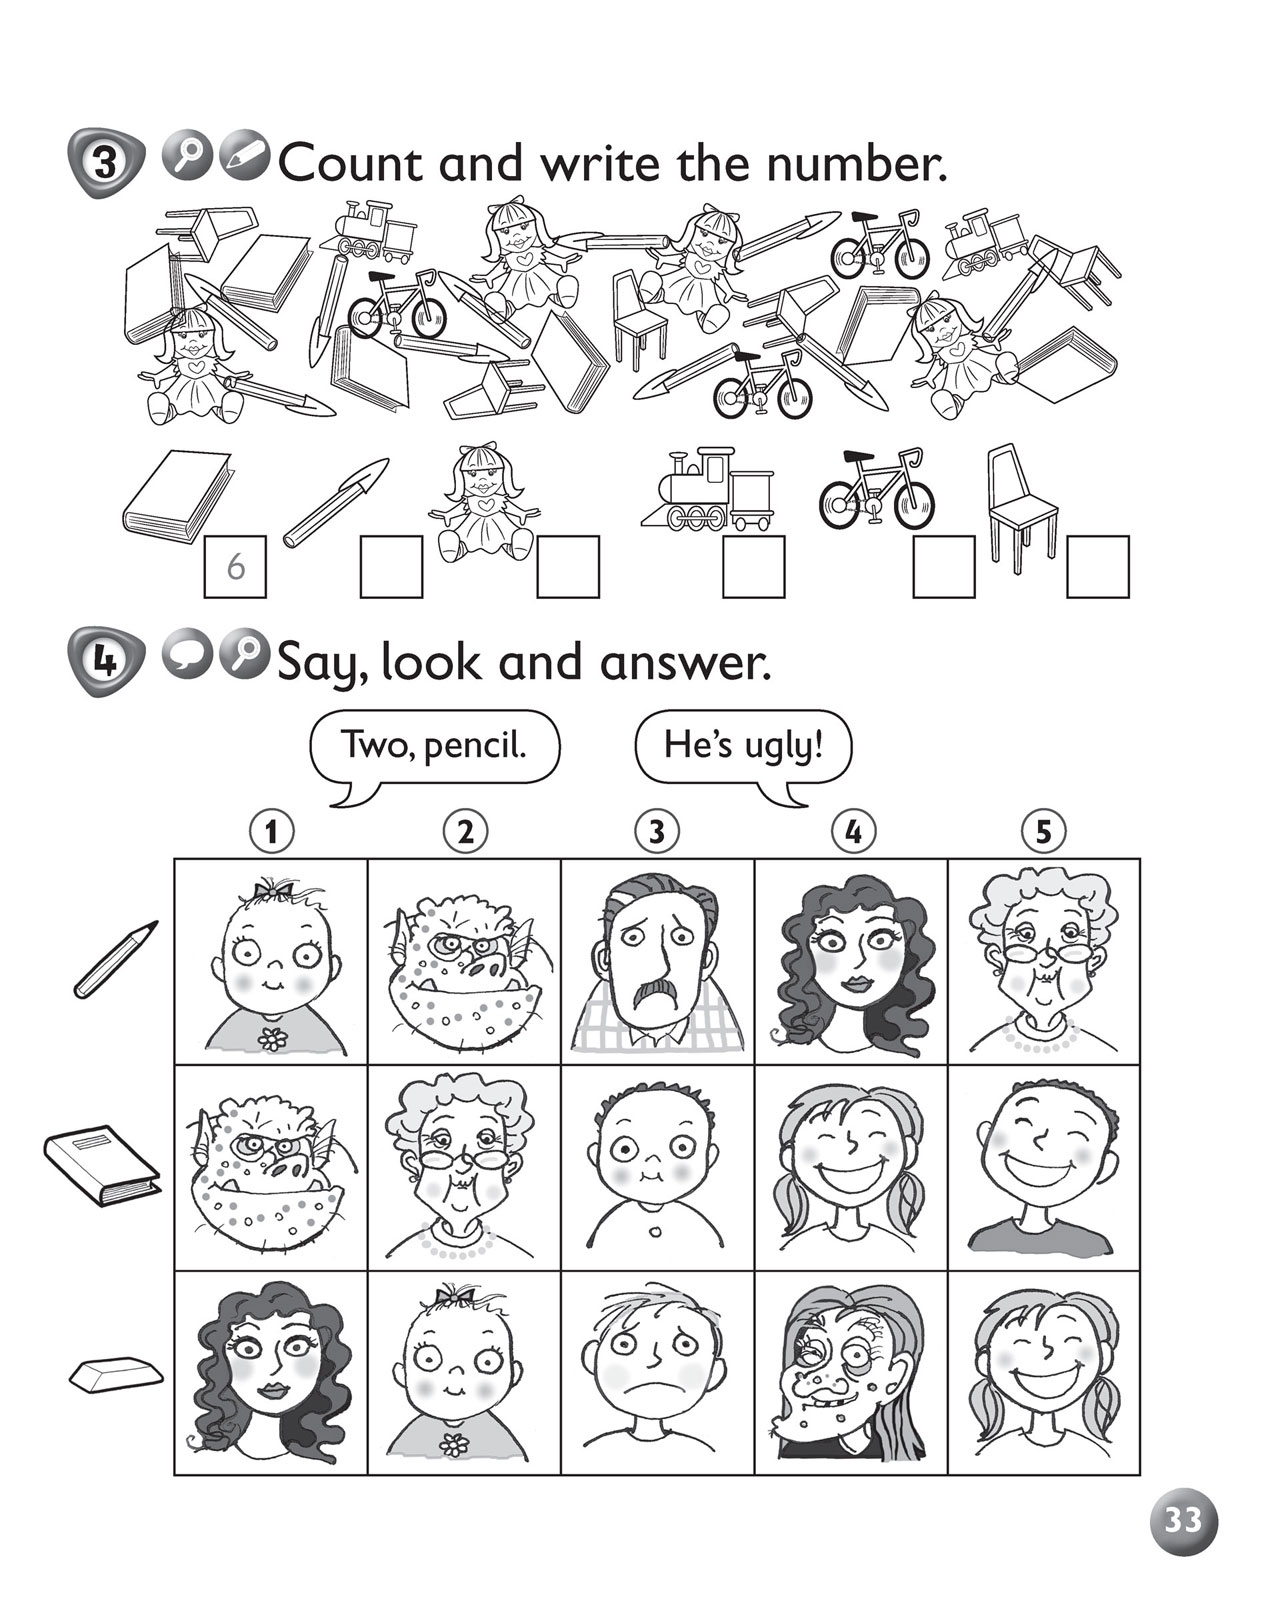 3 Count and write the number.
6
4 Say, look and answer.
Two, pencil. He's ugly!
1 2 3 4 5
33